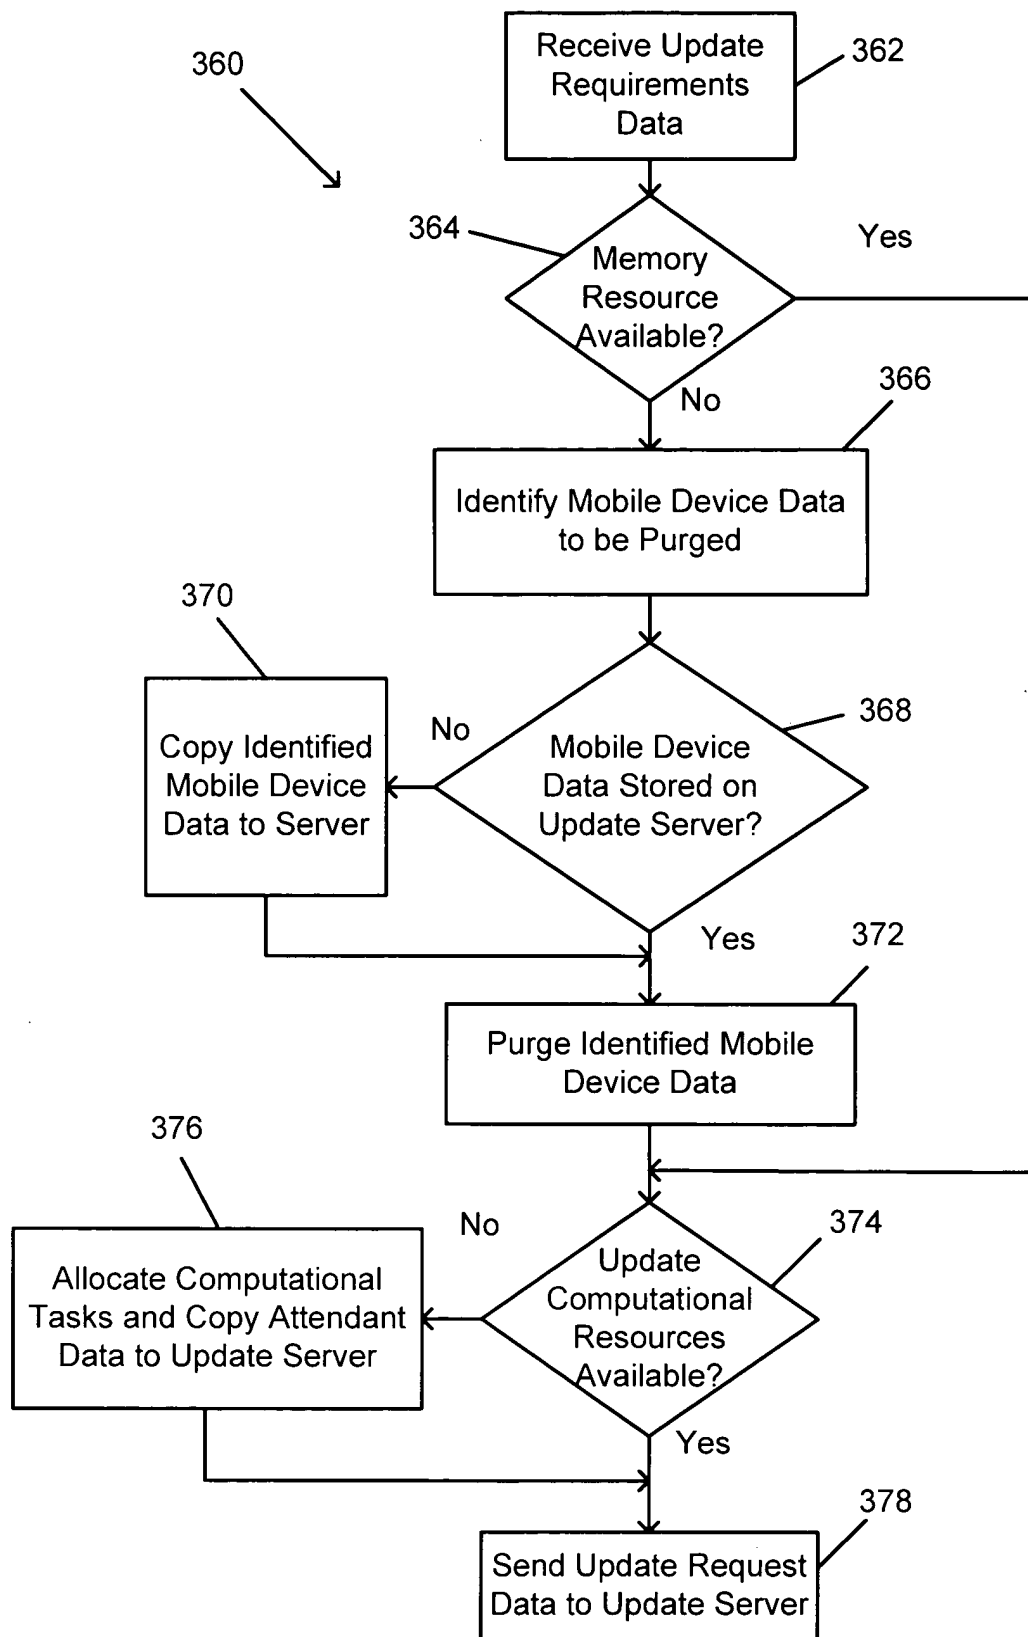 360
Receive Update
Requirements
Data
362
364
Memory
Resource
Available?
Yes
No
366
Identify Mobile Device Data
to be Purged
370
Copy Identified
Mobile Device
Data to Server
No
Mobile Device
Data Stored on
Update Server?
368
Yes
372
Purge Identified Mobile
Device Data
376
Allocate Computational
Tasks and Copy Attendant
Data to Update Server
No
Update
Computational
Resources
Available?
374
Yes
378
Send Update Request
Data to Update Server